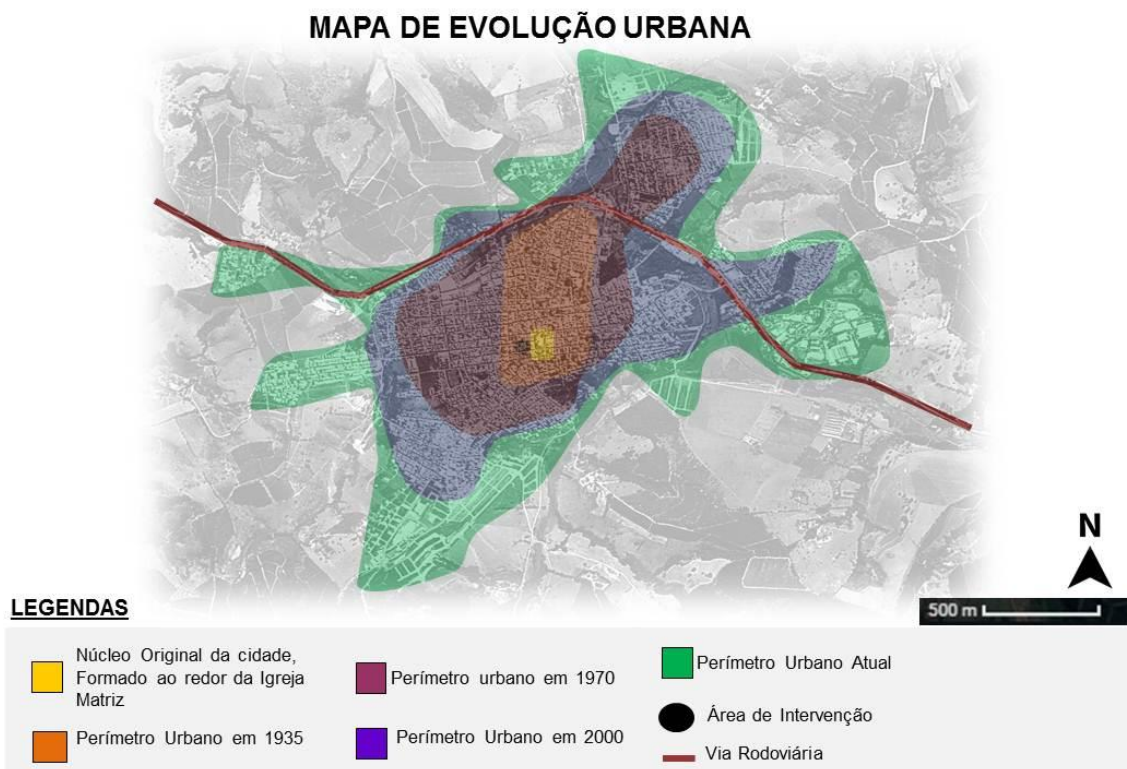 MAPA DE EVOLUÇÃO URBANA
N
500 m
LEGENDAS
Núcleo Original da cidade,
Formado ao redor da Igreja
Matriz
Perímetro Urbano em 1935
Perímetro urbano em 1970
Perímetro Urbano em 2000
Perímetro Urbano Atual
Área de Intervenção
Via Rodoviária